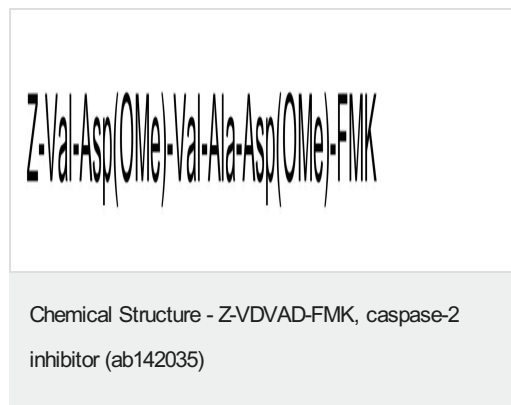 Z-Val-Asp(OMe)-Val-Ala-Asp(OMe)-FMK
Chemical Structure - Z-VDVAD-FMK, caspase-2
inhibitor (ab142035)